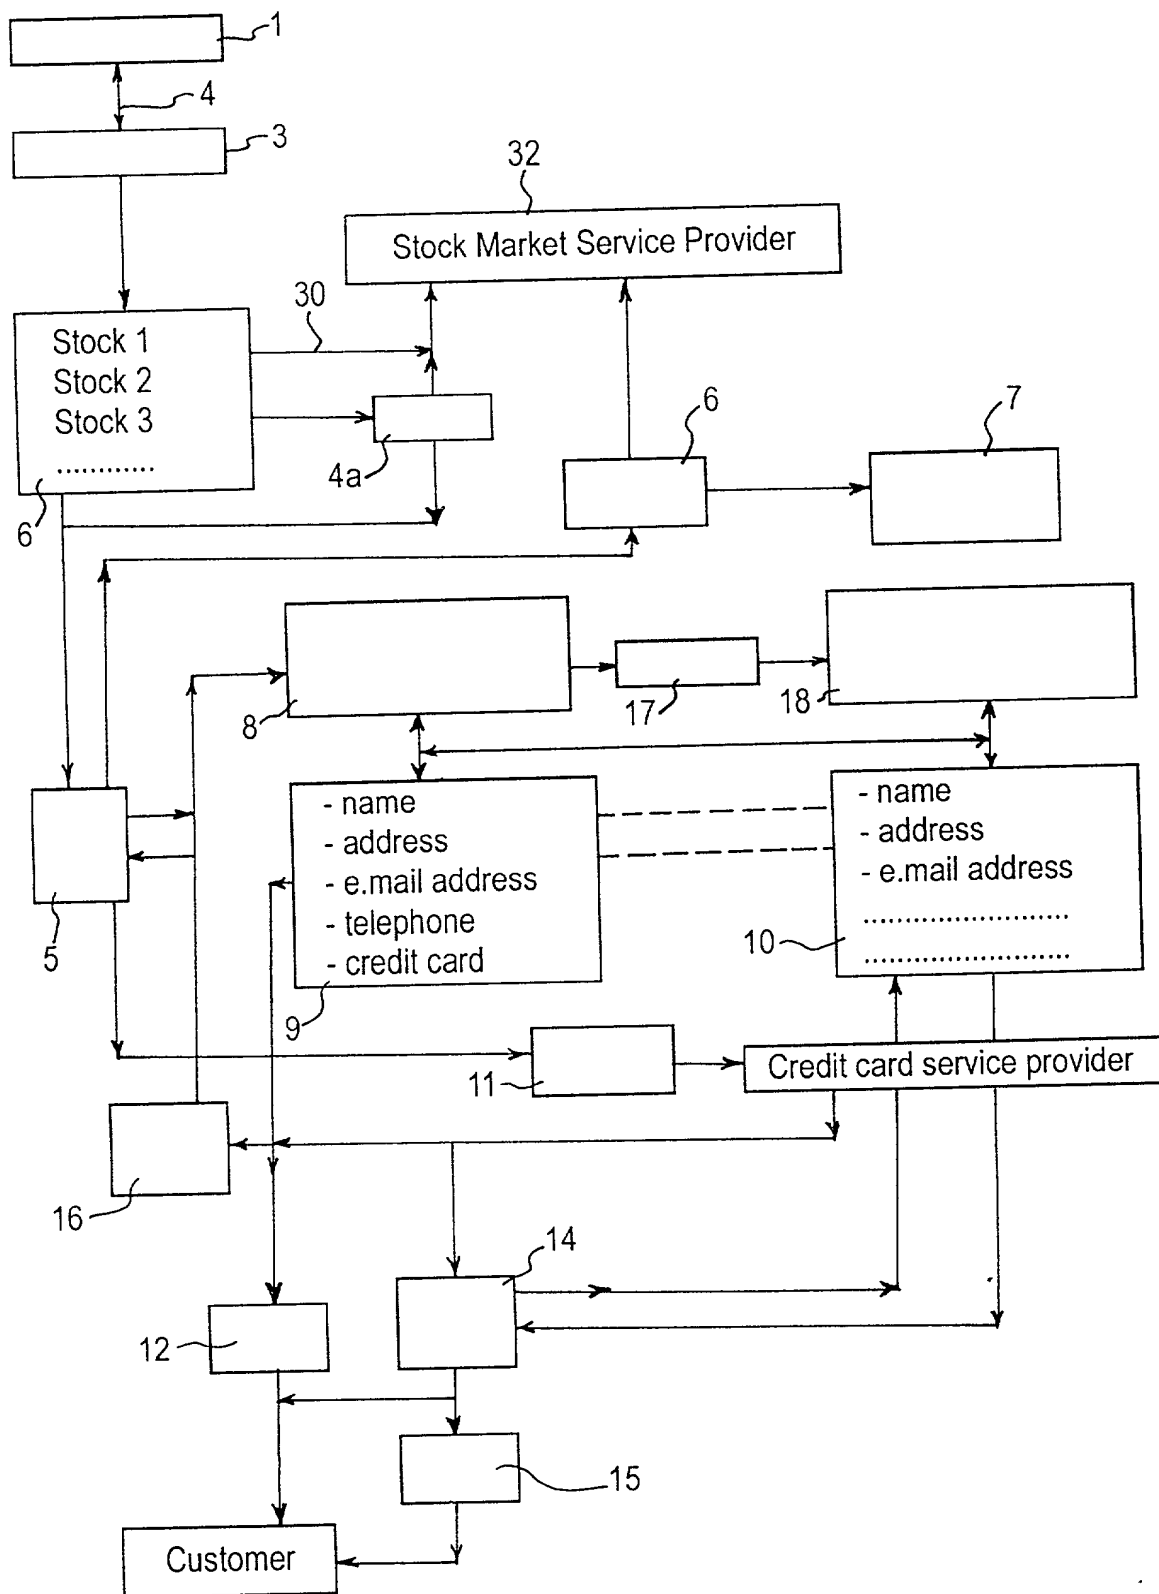 1
4
3
32
Stock Market Service Provider
30
Stock 1
Stock 2
Stock 3
............
6
4a
6
7
8
17
18
- name
- address
- e.mail address
- telephone
- credit card
9
- name
- address
- e.mail address
.........................
.........................
10
5
11
Credit card service provider
16
14
12
15
Customer